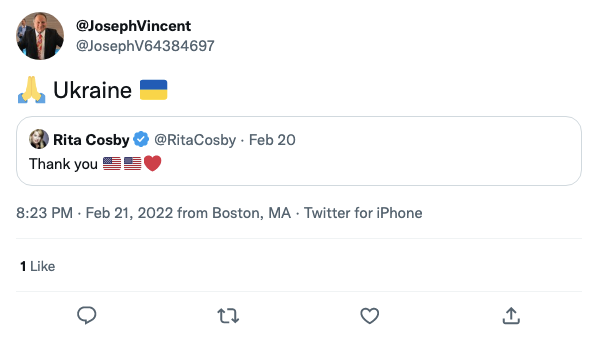 @JosephVincent
@JosephV64384697
🙏 Ukraine 🇺🇦
Rita Cosby @RitaCosby · Feb 20
Thank you 🇺🇸🇺🇸❤️
8:23 PM · Feb 21, 2022 from Boston, MA · Twitter for iPhone
1 Like